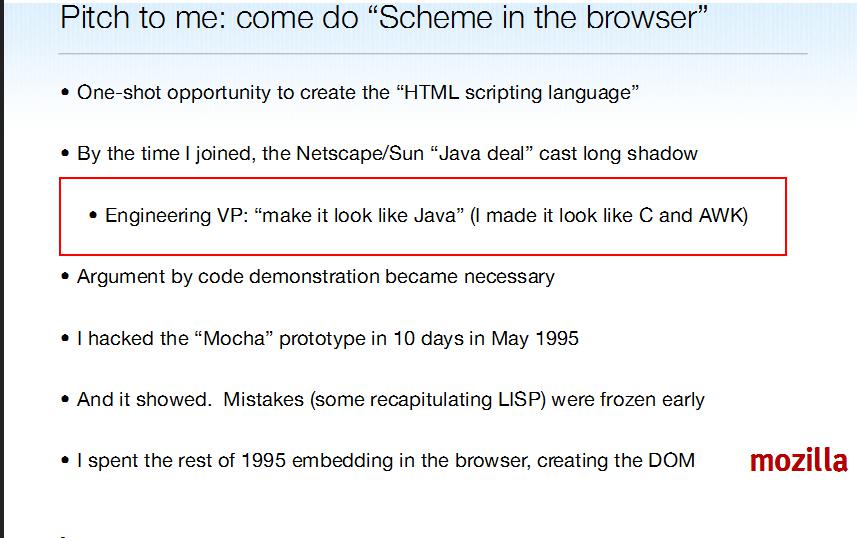 Pitch to me: come do “Scheme in the browser”
• One-shot opportunity to create the “HTML scripting language”
• By the time I joined, the Netscape/Sun “Java deal” cast long shadow
• Engineering VP: “make it look like Java” (I made it look like C and AWK)
• Argument by code demonstration became necessary
• I hacked the “Mocha” prototype in 10 days in May 1995
• And it showed.  Mistakes (some recapitulating LISP) were frozen early
• I spent the rest of 1995 embedding in the browser, creating the DOM
mozilla